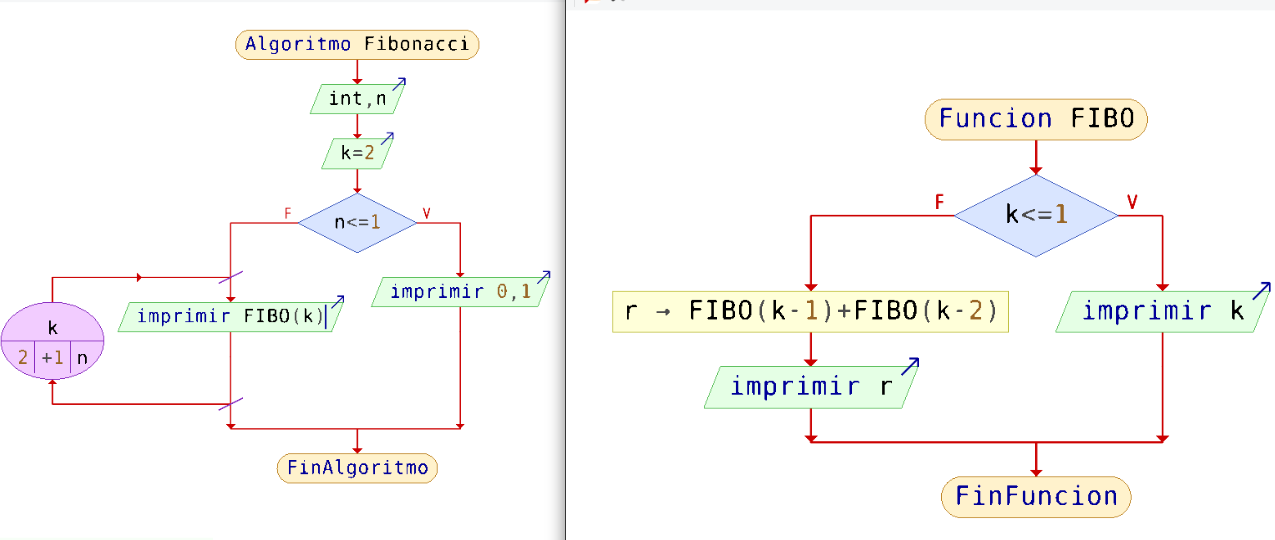 Algoritmo Fibonacci
int,n
k=2
n<=1
F
V
imprimir FIBO(k)
imprimir 0,1
k
2 +1 n
FinAlgoritmo
Funcion FIBO
k<=1
F
V
r → FIBO(k-1)+FIBO(k-2)
imprimir k
imprimir r
FinFuncion